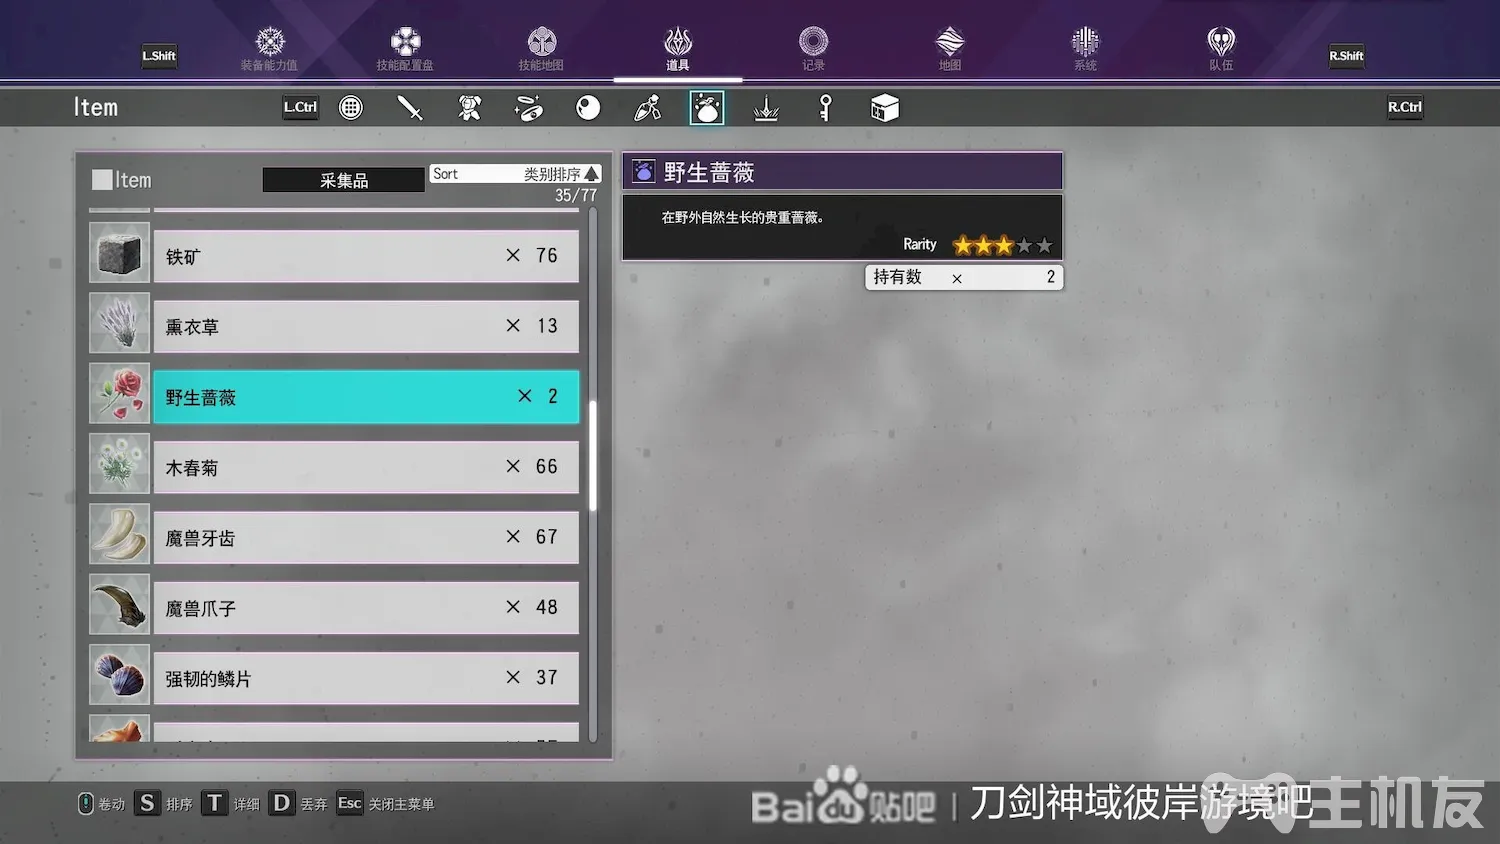 L.Shift
装备能力值
技能配置盘
技能地图
道具
记录
地图
系统
队伍
R.Shift
Item
L.Ctrl
R.Ctrl
Item
采集品
Sort 类别排序
35/77
铁矿 × 76
熏衣草 × 13
野生蔷薇 × 2
木春菊 × 66
魔兽牙齿 × 67
魔兽爪子 × 48
强韧的鳞片 × 37
野生蔷薇
在野外自然生长的贵重蔷薇。
Rarity ★★★★★
持有数 × 2
卷动 S 排序 T 详细 D 丢弃 Esc 关闭主菜单
Bai du 贴吧 | 刀剑神域彼岸游境吧
主机友